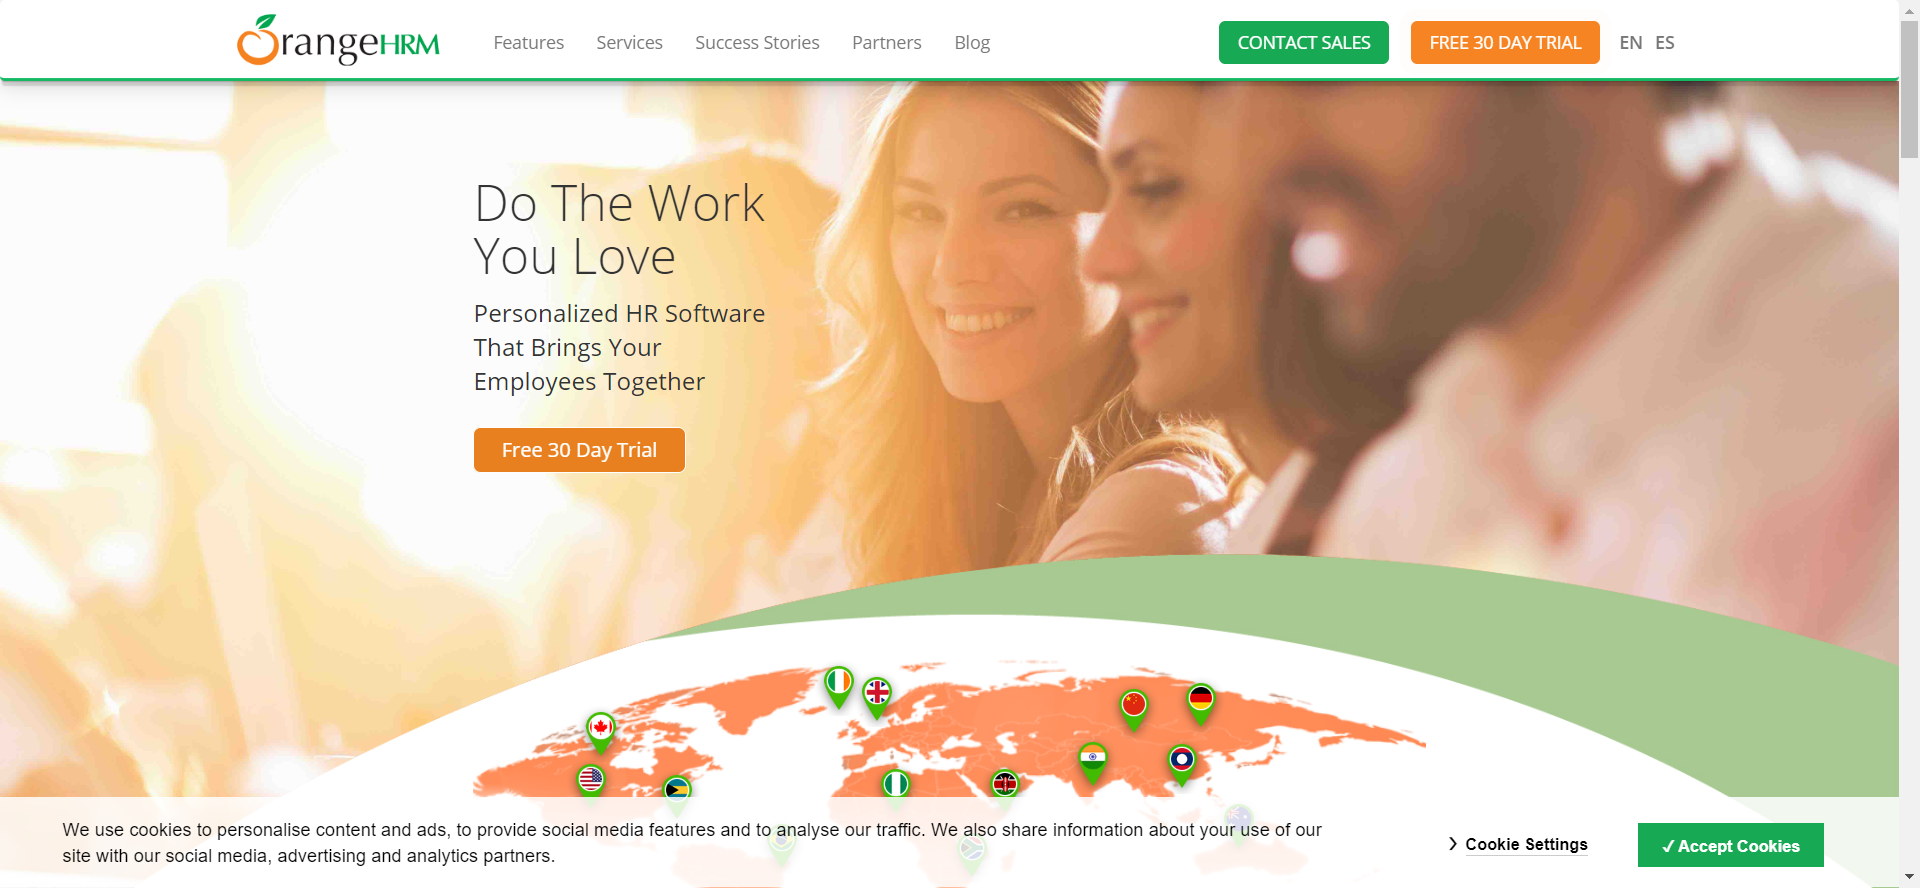 OrangeHRM
Features Services Success Stories Partners Blog
CONTACT SALES
FREE 30 DAY TRIAL
EN ES
Do The Work
You Love
Personalized HR Software
That Brings Your
Employees Together
Free 30 Day Trial
We use cookies to personalise content and ads, to provide social media features and to analyse our traffic. We also share information about your use of our
site with our social media, advertising and analytics partners.
Cookie Settings
✓ Accept Cookies